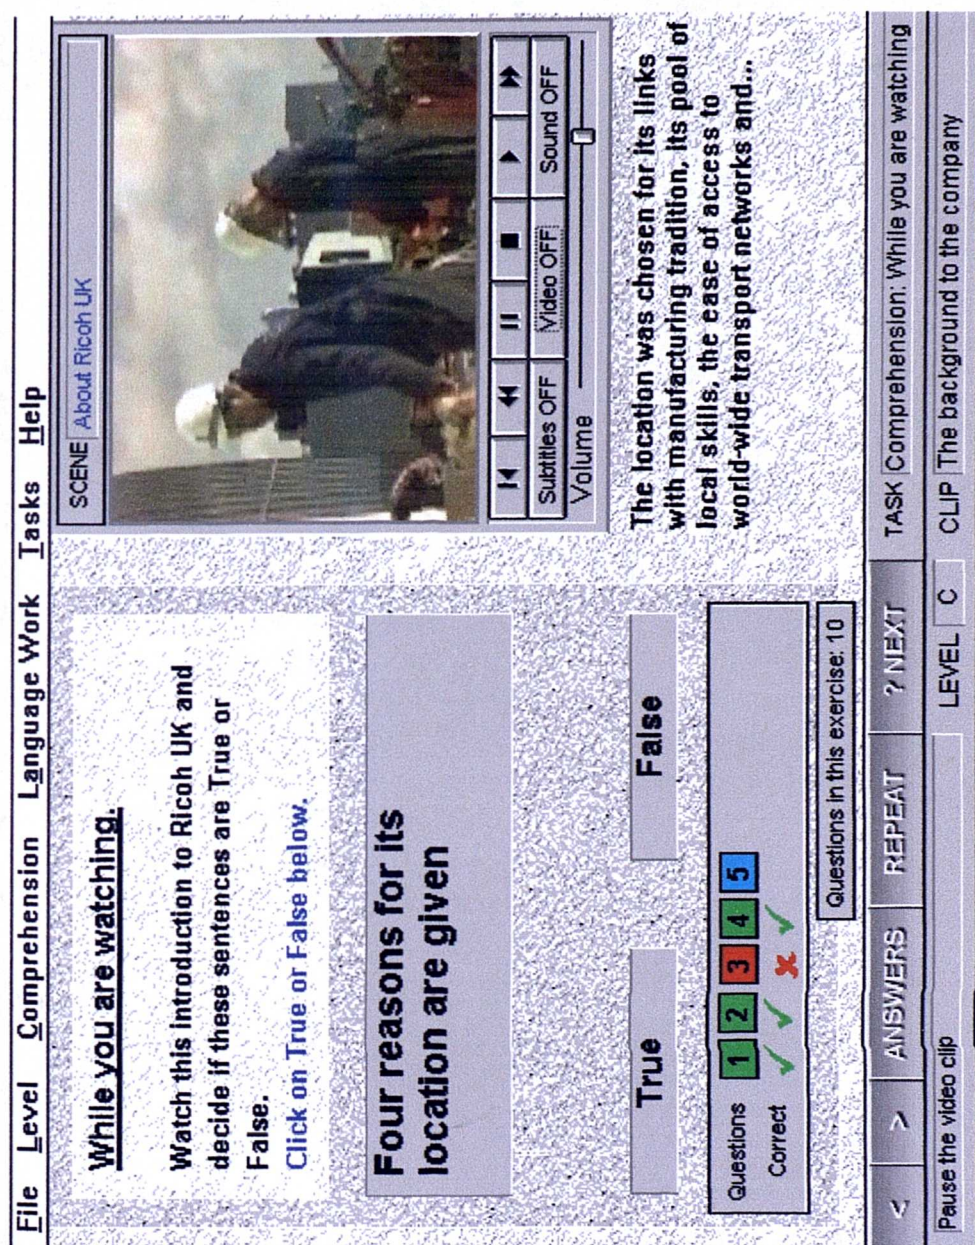 File Level Comprehension Language Work Tasks Help
While you are watching.
Watch this introduction to Ricoh UK and
decide if these sentences are True or
False.
Click on True or False below.
Four reasons for its
location are given
True False
Questions 1 2 3 4 5
Correct
Questions in this exercise: 10
SCENE About Ricoh UK
Subtitles OFF Video OFF Sound OFF
Volume
The location was chosen for its links
with manufacturing tradition, its pool of
local skills, the ease of access to
world-wide transport networks and...
< > ANSWERS REPEAT ? NEXT TASK Comprehension: While you are watching
Pause the video clip LEVEL C CLIP The background to the company